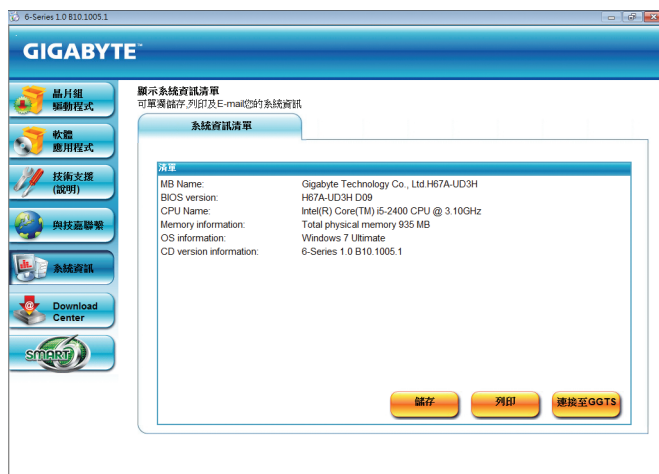 6-Series 1.0 B10.1005.1
GIGABYTE™
晶片組
驅動程式
軟體
應用程式
技術支援
(說明)
與技嘉聯繫
系統資訊
Download
Center
SMART6
顯示系統資訊清單
可單獨儲存,列印及E-mail您的系統資訊
系統資訊清單
清單
MB Name: Gigabyte Technology Co., Ltd.H67A-UD3H
BIOS version: H67A-UD3H D09
CPU Name: Intel(R) Core(TM) i5-2400 CPU @ 3.10GHz
Memory information: Total physical memory 935 MB
OS information: Windows 7 Ultimate
CD version information: 6-Series 1.0 B10.1005.1
儲存 列印 連接至GGTS